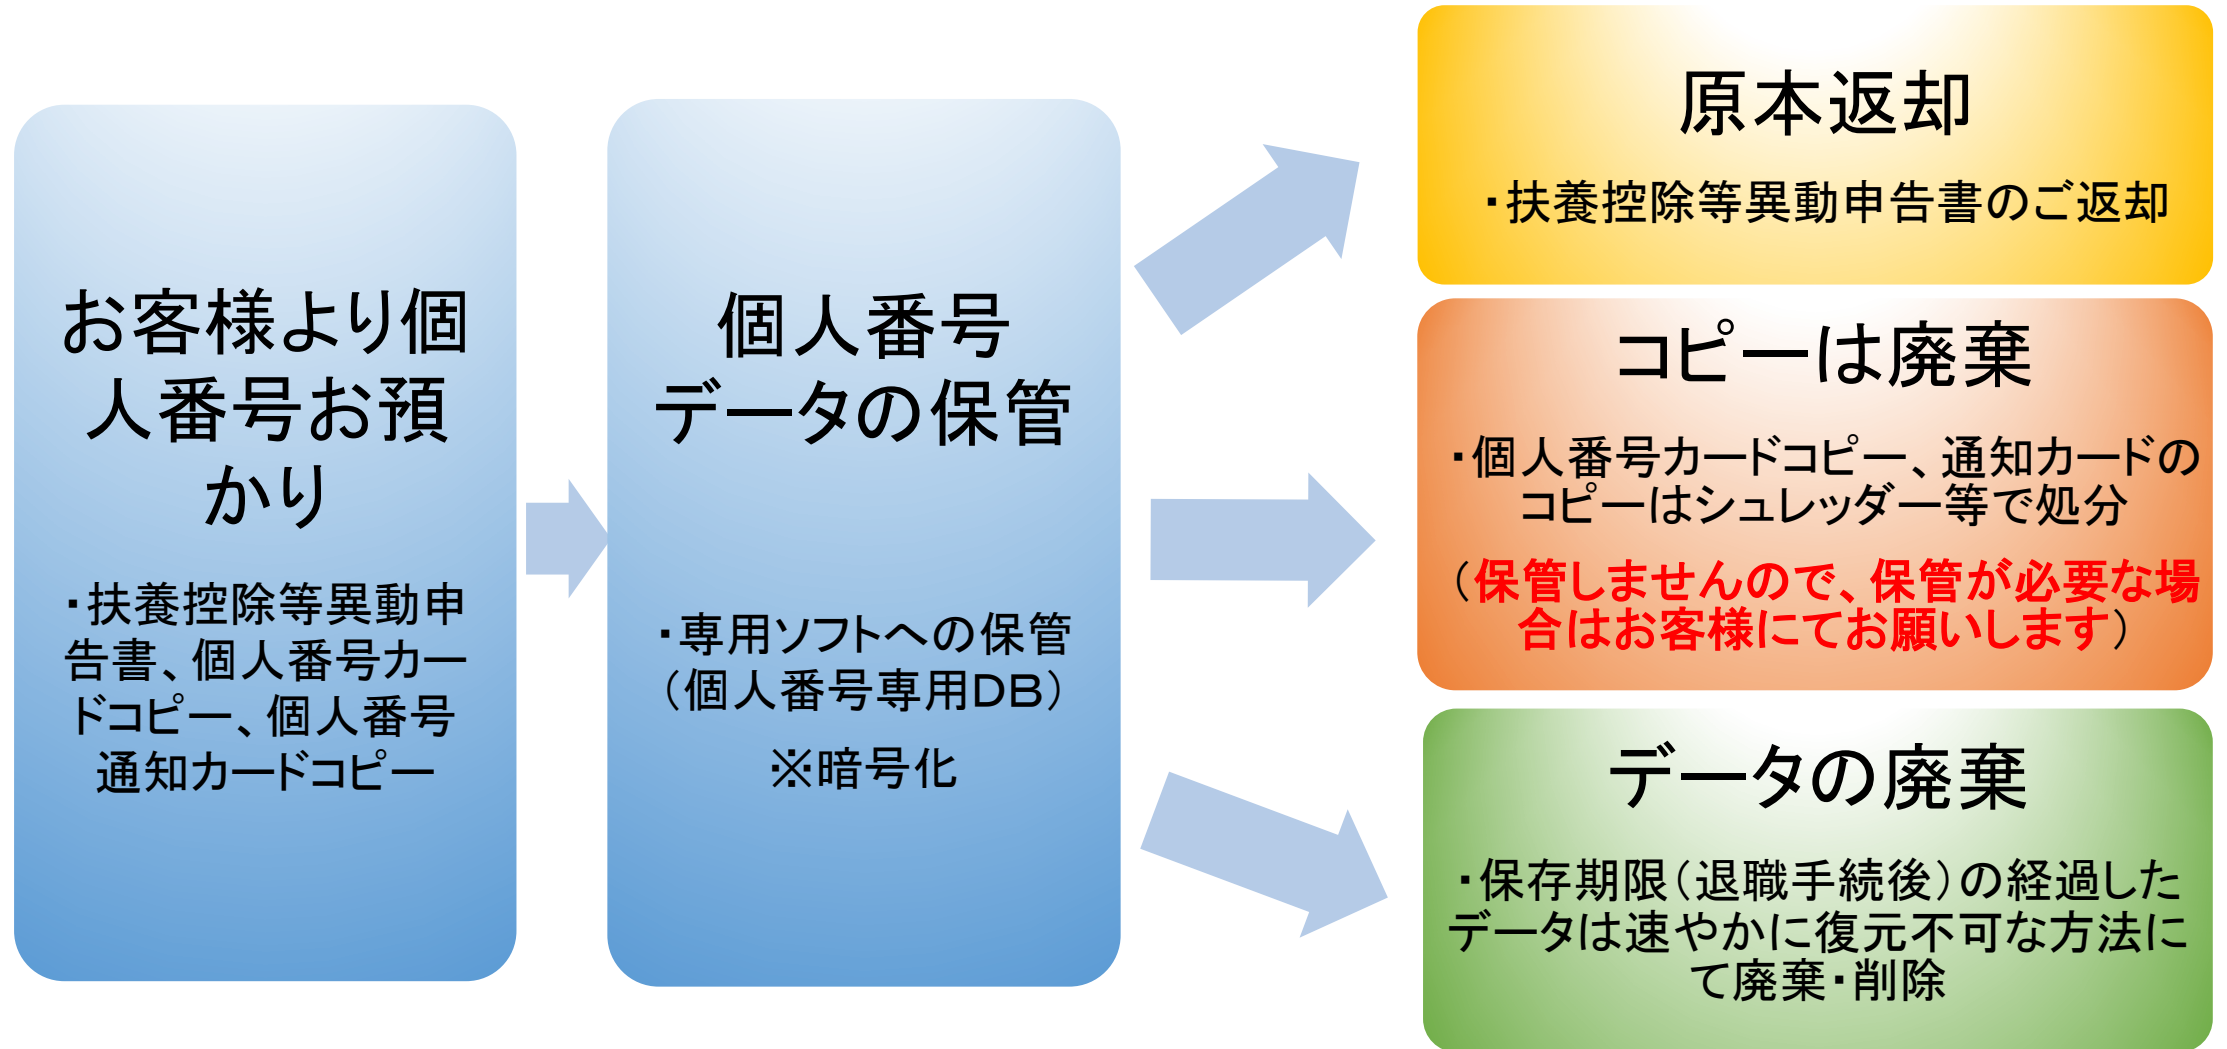 お客様より個
人番号お預
かり
・扶養控除等異動申
告書、個人番号カー
ドコピー、個人番号
通知カードコピー
個人番号
データの保管
・専用ソフトへの保管
（個人番号専用ＤＢ）
※暗号化
原本返却
・扶養控除等異動申告書のご返却
コピーは廃棄
・個人番号カードコピー、通知カードの
コピーはシュレッダー等で処分
（保管しませんので、保管が必要な場
合はお客様にてお願いします）
データの廃棄
・保存期限（退職手続後）の経過した
データは速やかに復元不可な方法に
て廃棄・削除